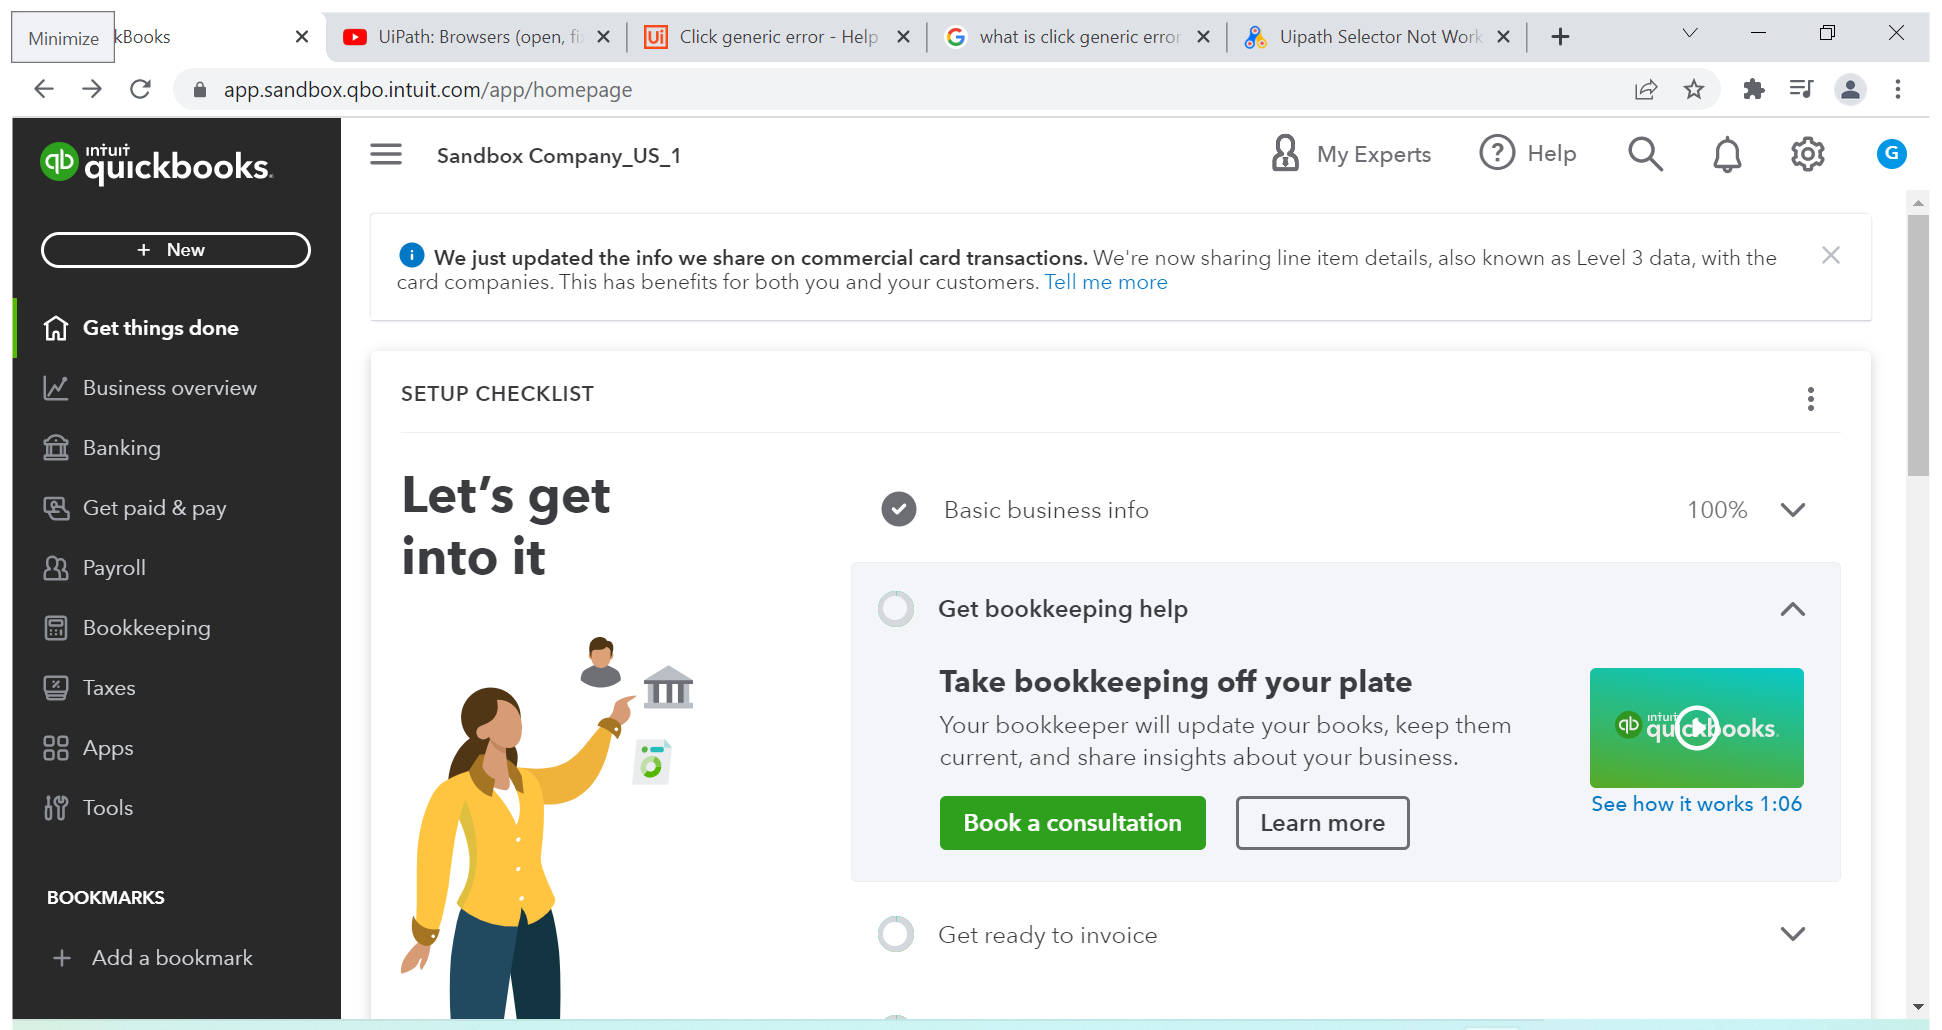 Minimize
kBooks
UiPath: Browsers (open, fi
Click generic error - Help
what is click generic error
Uipath Selector Not Work
app.sandbox.qbo.intuit.com/app/homepage
intuit
quickbooks.
Sandbox Company_US_1
My Experts
Help
G
+ New
Get things done
Business overview
Banking
Get paid & pay
Payroll
Bookkeeping
Taxes
Apps
Tools
BOOKMARKS
+ Add a bookmark
We just updated the info we share on commercial card transactions. We're now sharing line item details, also known as Level 3 data, with the
card companies. This has benefits for both you and your customers. Tell me more
SETUP CHECKLIST
Let's get
into it
Basic business info
100%
Get bookkeeping help
Take bookkeeping off your plate
Your bookkeeper will update your books, keep them
current, and share insights about your business.
Book a consultation
Learn more
qb
intuit
quickbooks.
See how it works 1:06
Get ready to invoice